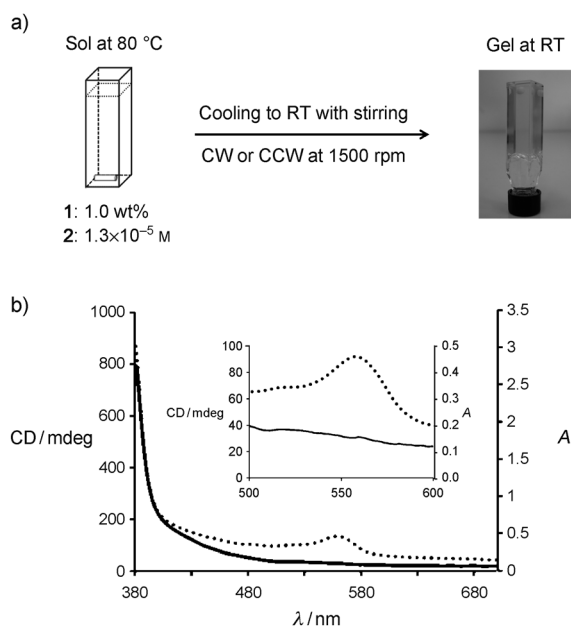 a)
Sol at 80 °C
Gel at RT
Cooling to RT with stirring
CW or CCW at 1500 rpm
1: 1.0 wt%
2: 1.3×10⁻⁵ M
b)
1000
800
600
CD / mdeg
400
200
0
380
480
580
680
λ / nm
3.5
3
2.5
2
A
1.5
1
0.5
0
100
80
60
CD / mdeg
40
20
0
500
550
600
0.5
0.4
0.3
A
0.2
0.1
0.0